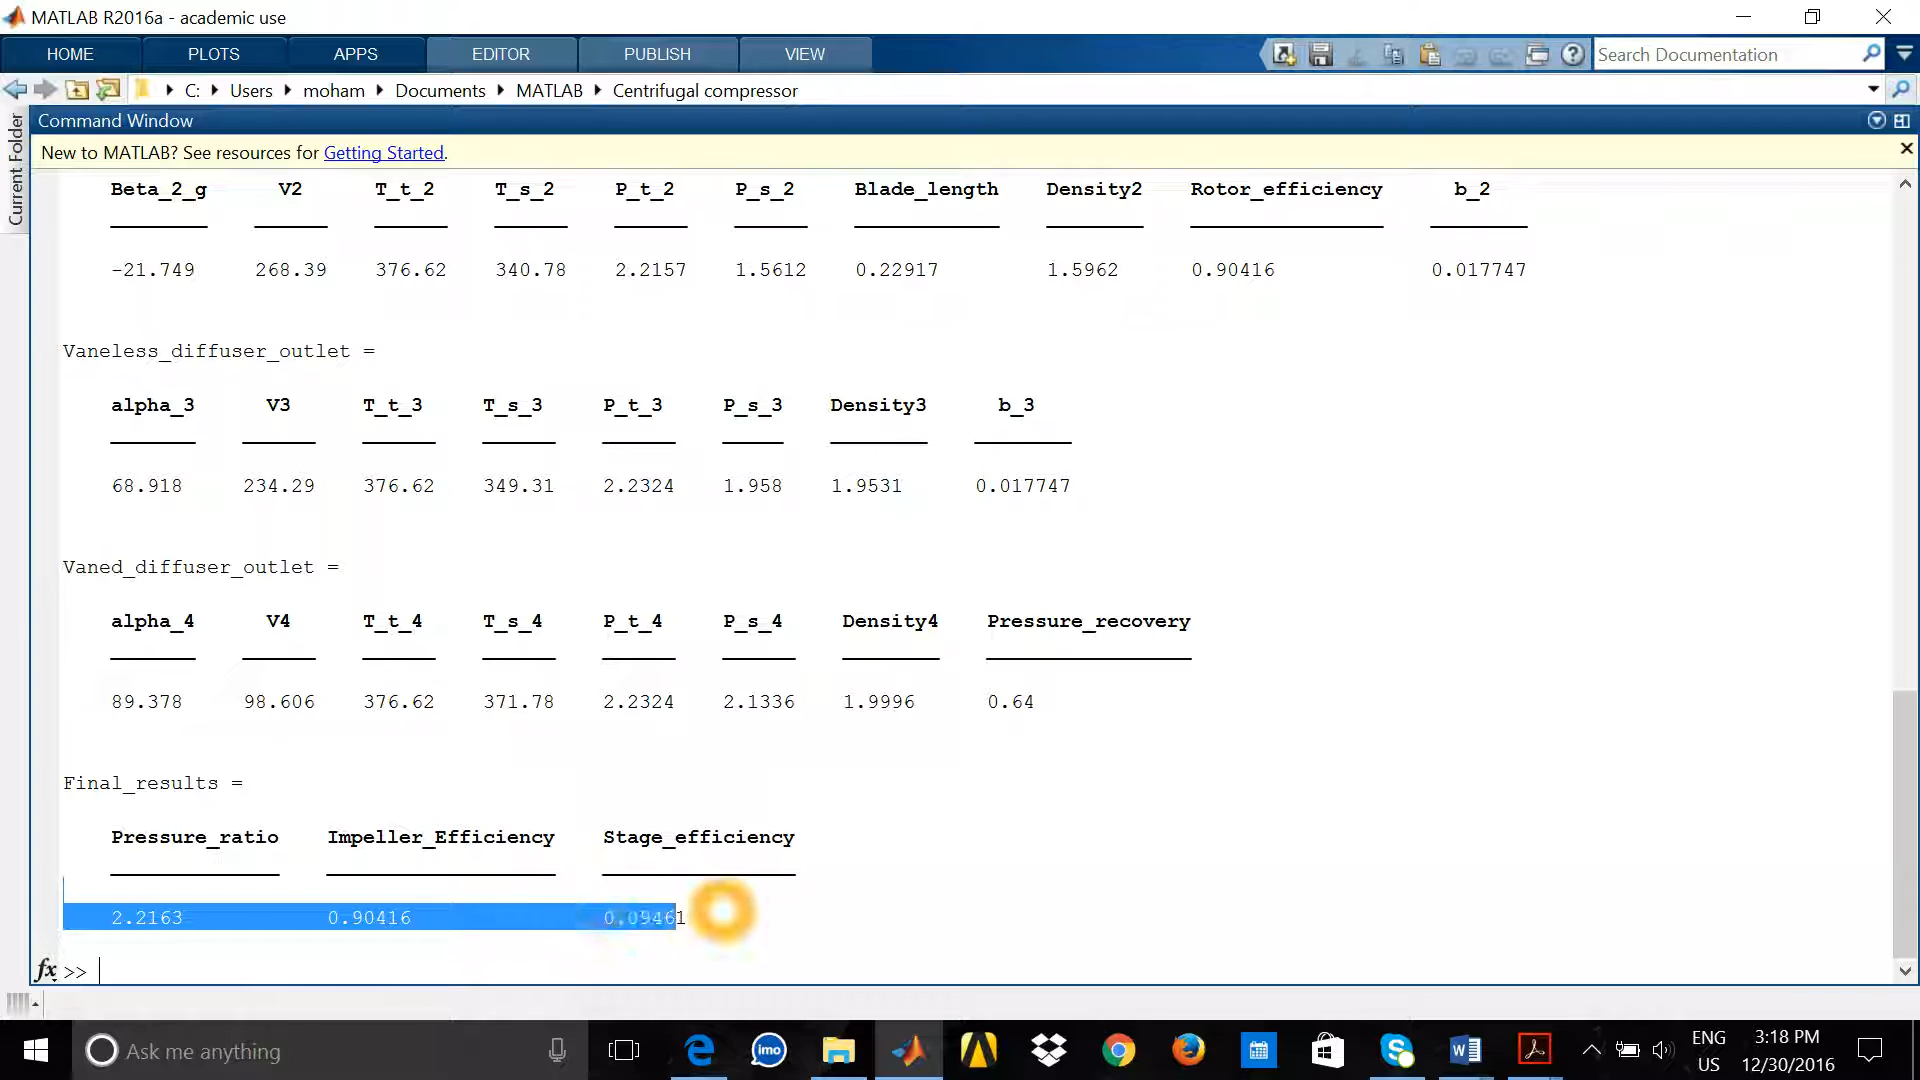 MATLAB R2016a - academic use
HOME PLOTS APPS EDITOR PUBLISH VIEW Search Documentation
C: Users moham Documents MATLAB Centrifugal compressor
Current Folder
Command Window
New to MATLAB? See resources for Getting Started.
Beta_2_g V2 T_t_2 T_s_2 P_t_2 P_s_2 Blade_length Density2 Rotor_efficiency b_2
-21.749 268.39 376.62 340.78 2.2157 1.5612 0.22917 1.5962 0.90416 0.017747
Vaneless_diffuser_outlet =
alpha_3 V3 T_t_3 T_s_3 P_t_3 P_s_3 Density3 b_3
68.918 234.29 376.62 349.31 2.2324 1.958 1.9531 0.017747
Vaned_diffuser_outlet =
alpha_4 V4 T_t_4 T_s_4 P_t_4 P_s_4 Density4 Pressure_recovery
89.378 98.606 376.62 371.78 2.2324 2.1336 1.9996 0.64
Final_results =
Pressure_ratio Impeller_Efficiency Stage_efficiency
2.2163 0.90416 0.09461
fx >>
Ask me anything imo ENG 3:18 PM
US 12/30/2016